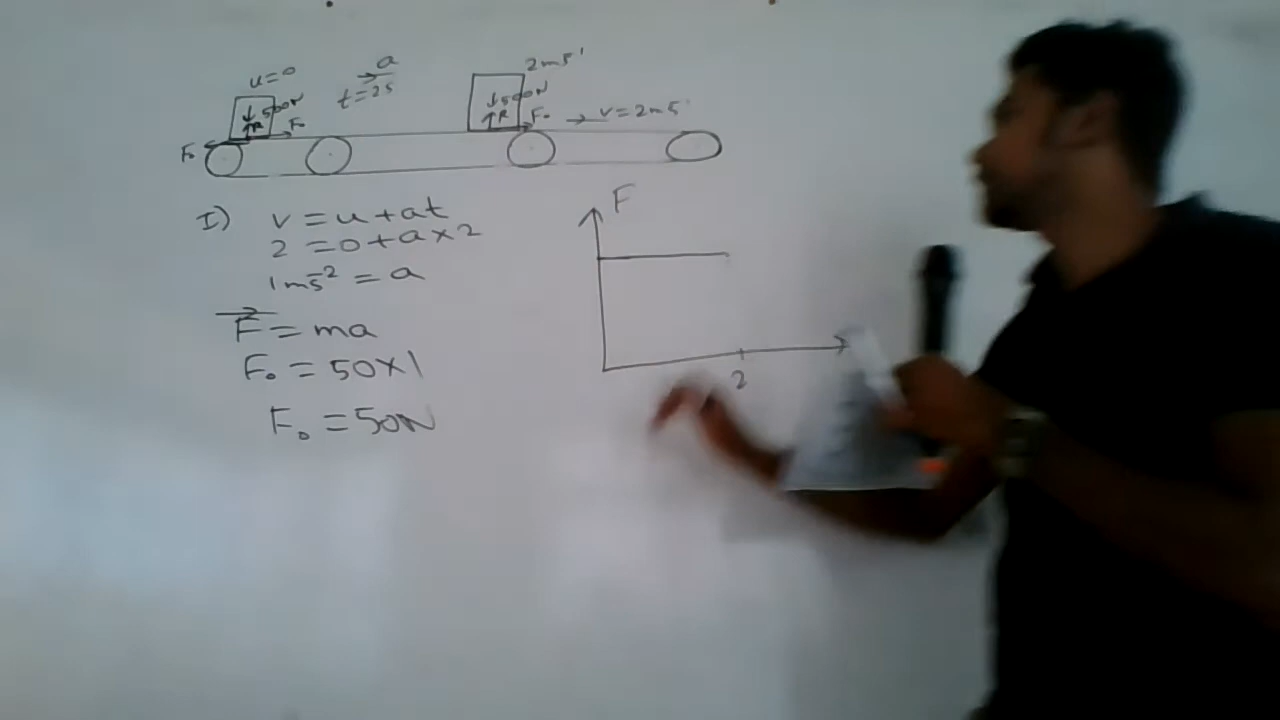 u=0
a
t=2s
↓500N
↑R
F₀
F₀
2ms⁻¹
↓500N
↑R
F₀
v=2ms⁻¹
I) v = u + at
2 = 0 + a × 2
1ms⁻² = a
F = ma
F₀ = 50 × 1
F₀ = 50N
F
2